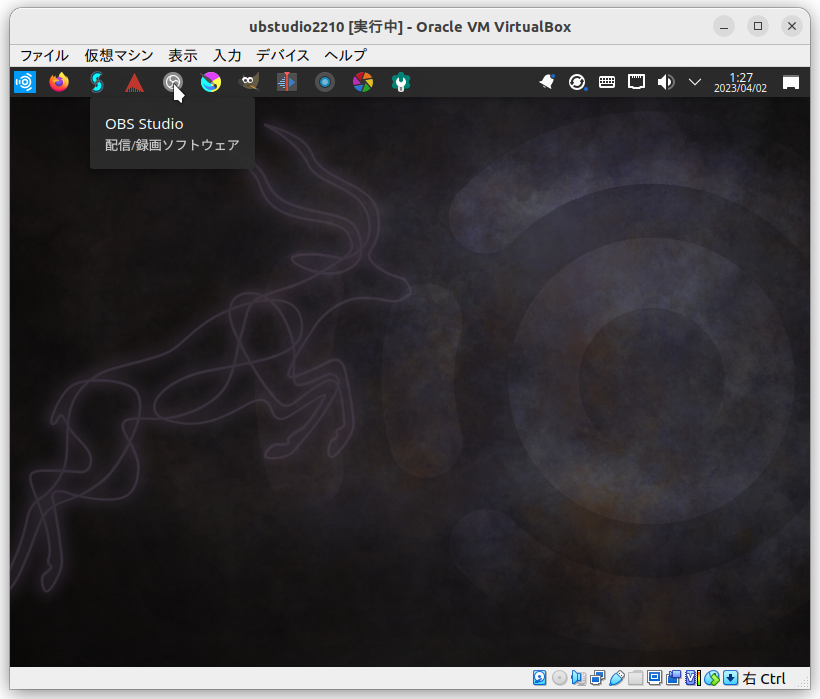 ubstudio2210 [実行中] - Oracle VM VirtualBox
ファイル 仮想マシン 表示 入力 デバイス ヘルプ
1:27
2023/04/02
OBS Studio
配信/録画ソフトウェア
右 Ctrl